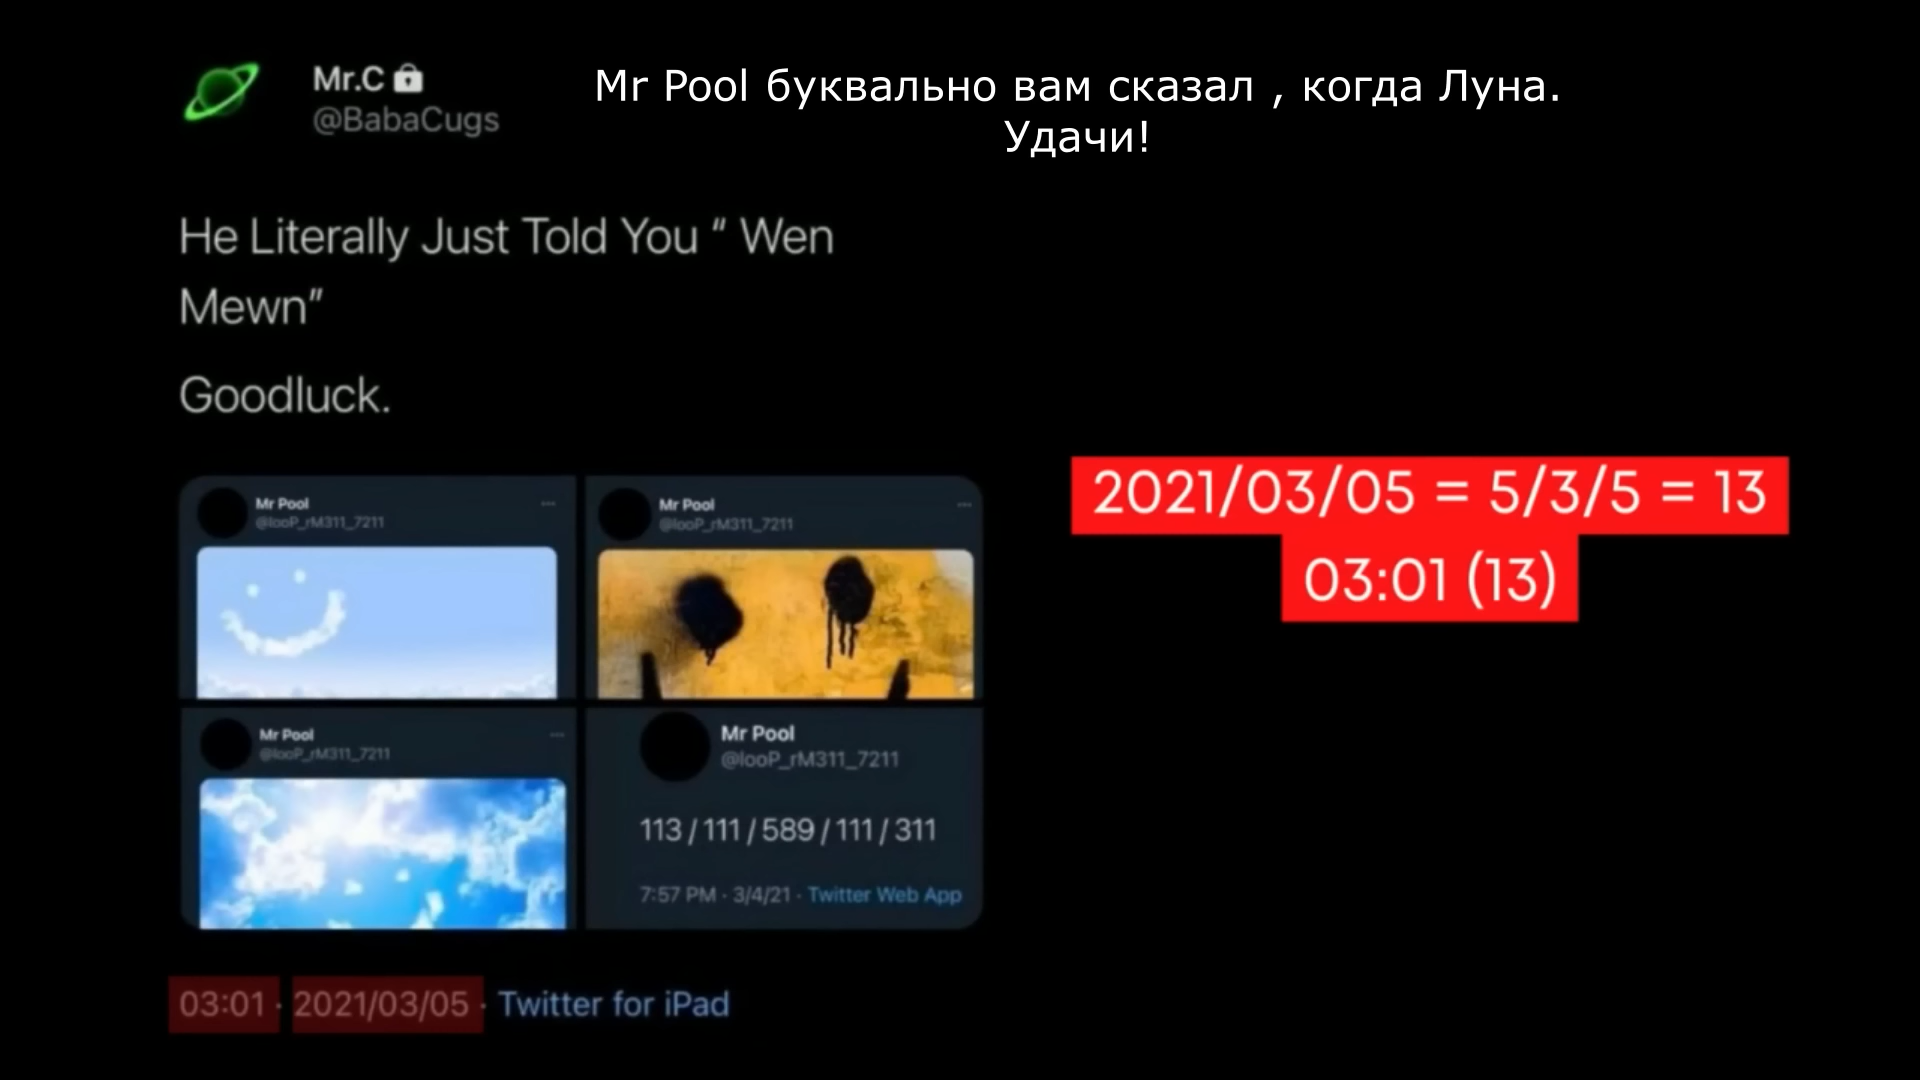 Mr.C
@BabaCugs
Mr Pool буквально вам сказал , когда Луна.
Удачи!
He Literally Just Told You “ Wen
Mewn”
Goodluck.
2021/03/05 = 5/3/5 = 13
03:01 (13)
Mr Pool
@looP_rM311_7211
Mr Pool
@looP_rM311_7211
Mr Pool
@looP_rM311_7211
Mr Pool
@looP_rM311_7211
113 / 111 / 589 / 111 / 311
7:57 PM · 3/4/21 · Twitter Web App
03:01 · 2021/03/05 · Twitter for iPad